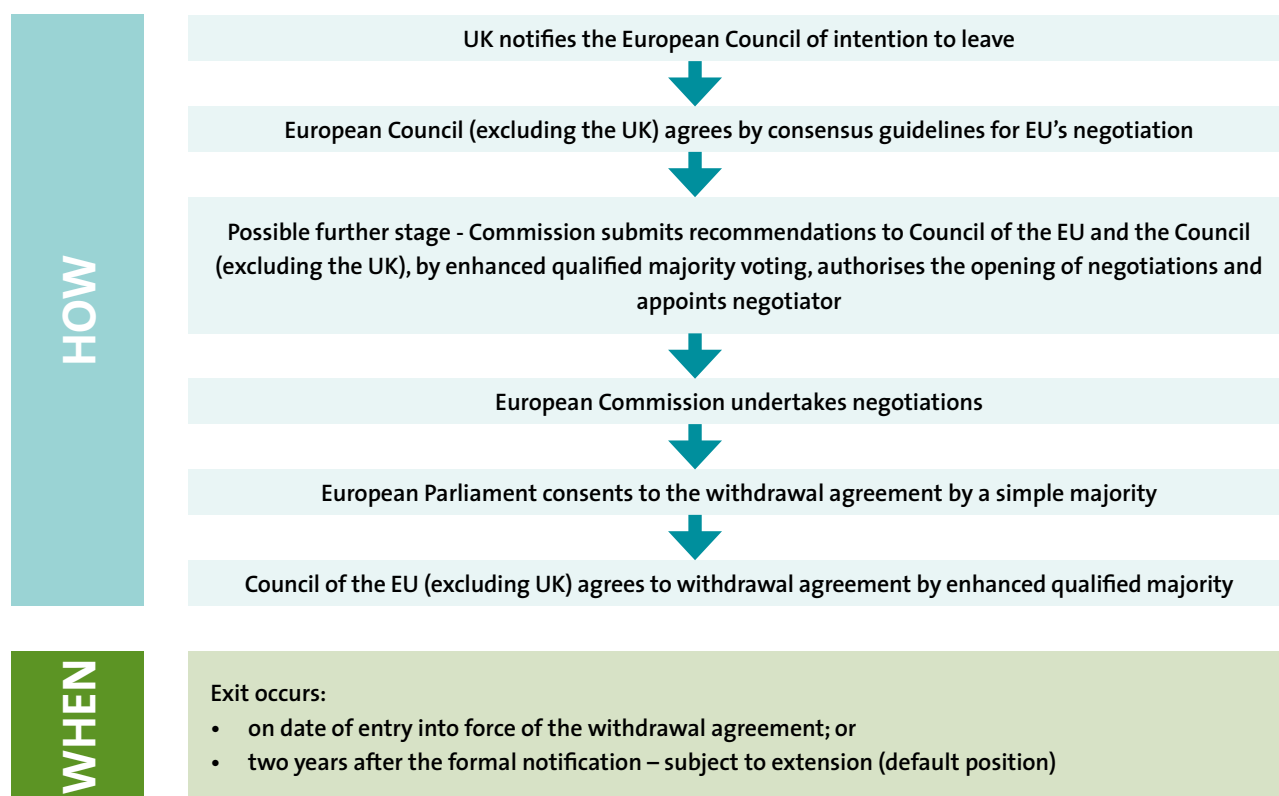 HOW
UK notifies the European Council of intention to leave
European Council (excluding the UK) agrees by consensus guidelines for EU’s negotiation
Possible further stage - Commission submits recommendations to Council of the EU and the Council
(excluding the UK), by enhanced qualified majority voting, authorises the opening of negotiations and
appoints negotiator
European Commission undertakes negotiations
European Parliament consents to the withdrawal agreement by a simple majority
Council of the EU (excluding UK) agrees to withdrawal agreement by enhanced qualified majority
WHEN
Exit occurs:
• on date of entry into force of the withdrawal agreement; or
• two years after the formal notification – subject to extension (default position)